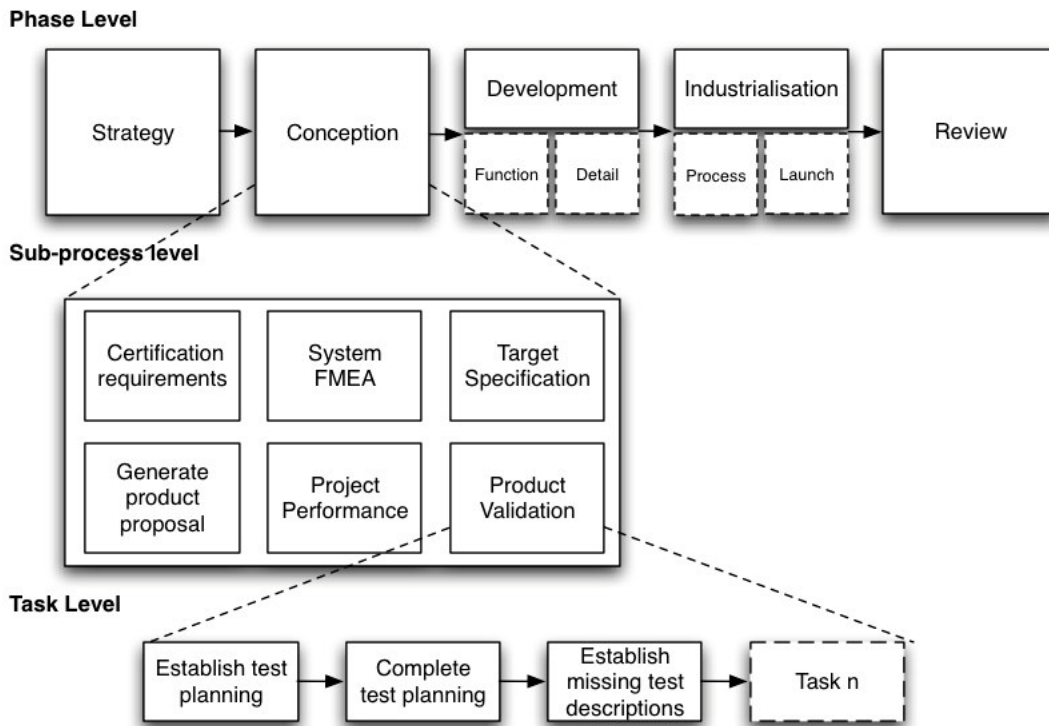 Phase Level
Strategy
Conception
Development
Function
Detail
Industrialisation
Process
Launch
Review
Sub-process level
Certification
requirements
System
FMEA
Target
Specification
Generate
product
proposal
Project
Performance
Product
Validation
Task Level
Establish test
planning
Complete
test planning
Establish
missing test
descriptions
Task n